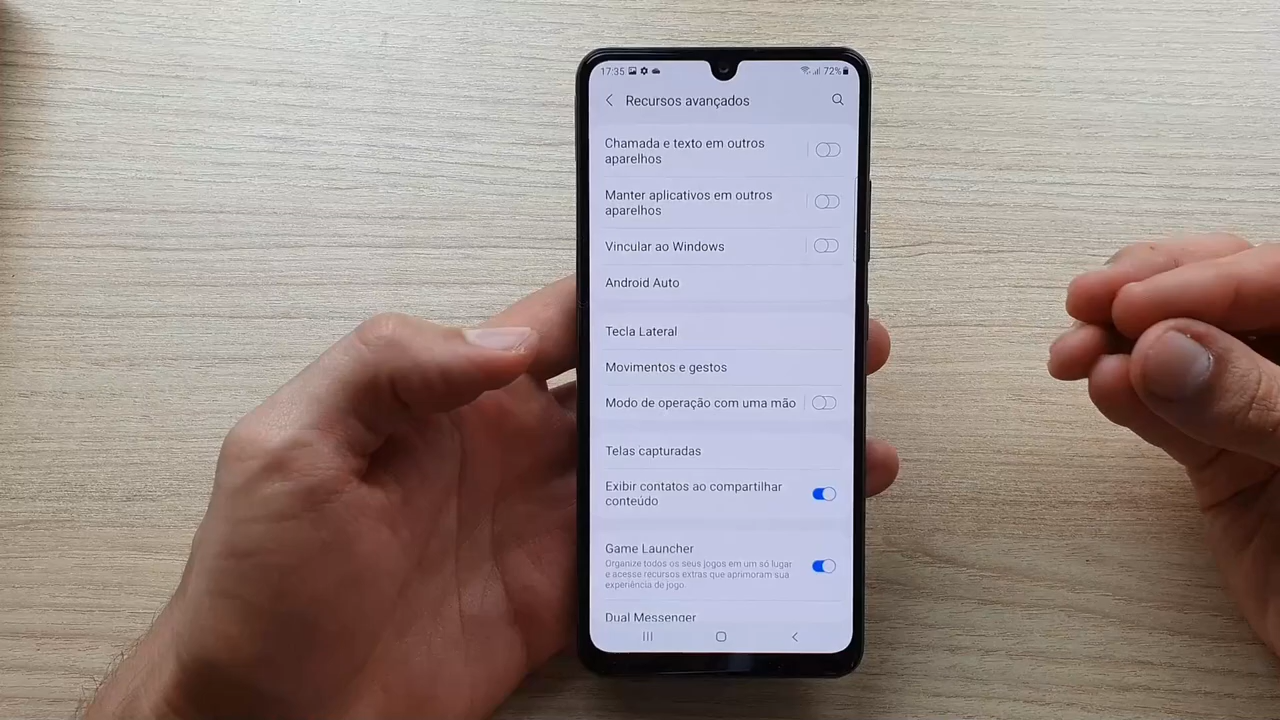 17:35
72%
Recursos avançados
Chamada e texto em outros
aparelhos
Manter aplicativos em outros
aparelhos
Vincular ao Windows
Android Auto
Tecla Lateral
Movimentos e gestos
Modo de operação com uma mão
Telas capturadas
Exibir contatos ao compartilhar
conteúdo
Game Launcher
Organize todos os seus jogos em um só lugar
e acesse recursos extras que aprimoram sua
experiência de jogo.
Dual Messenger